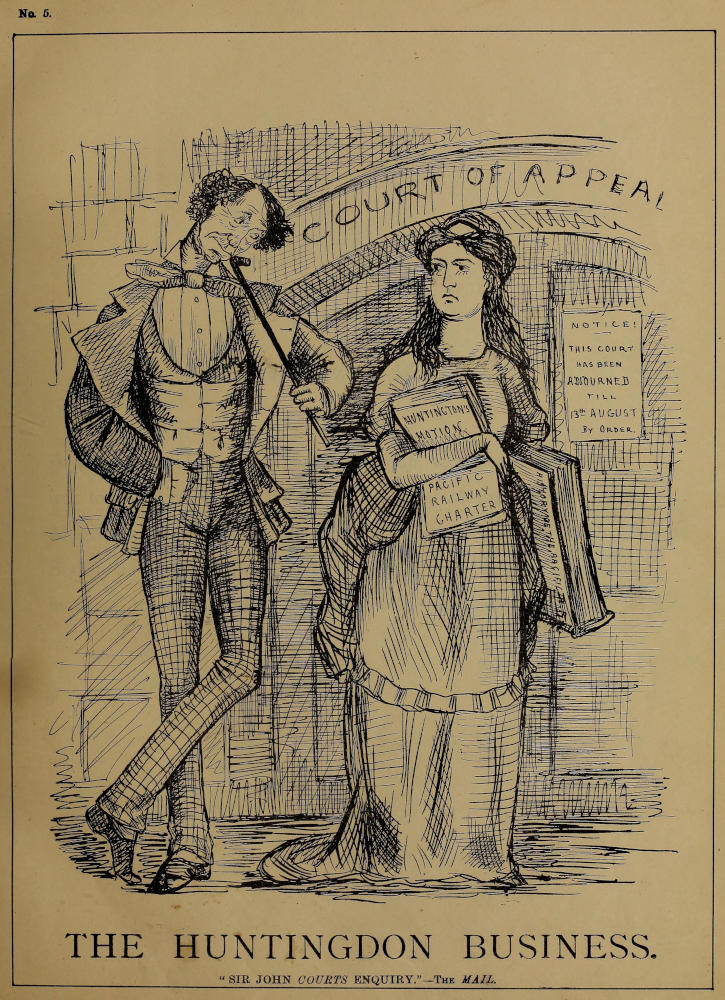 No. 5.
COURT OF APPEAL
NOTICE!
THIS COURT
HAS BEEN
ADJOURNED
TILL
13th AUGUST
BY ORDER.
HUNTINGTON'S
MOTION.
PACIFIC
RAILWAY
CHARTER
THE HUNTINGDON BUSINESS.
"SIR JOHN COURTS ENQUIRY."—THE MAIL.